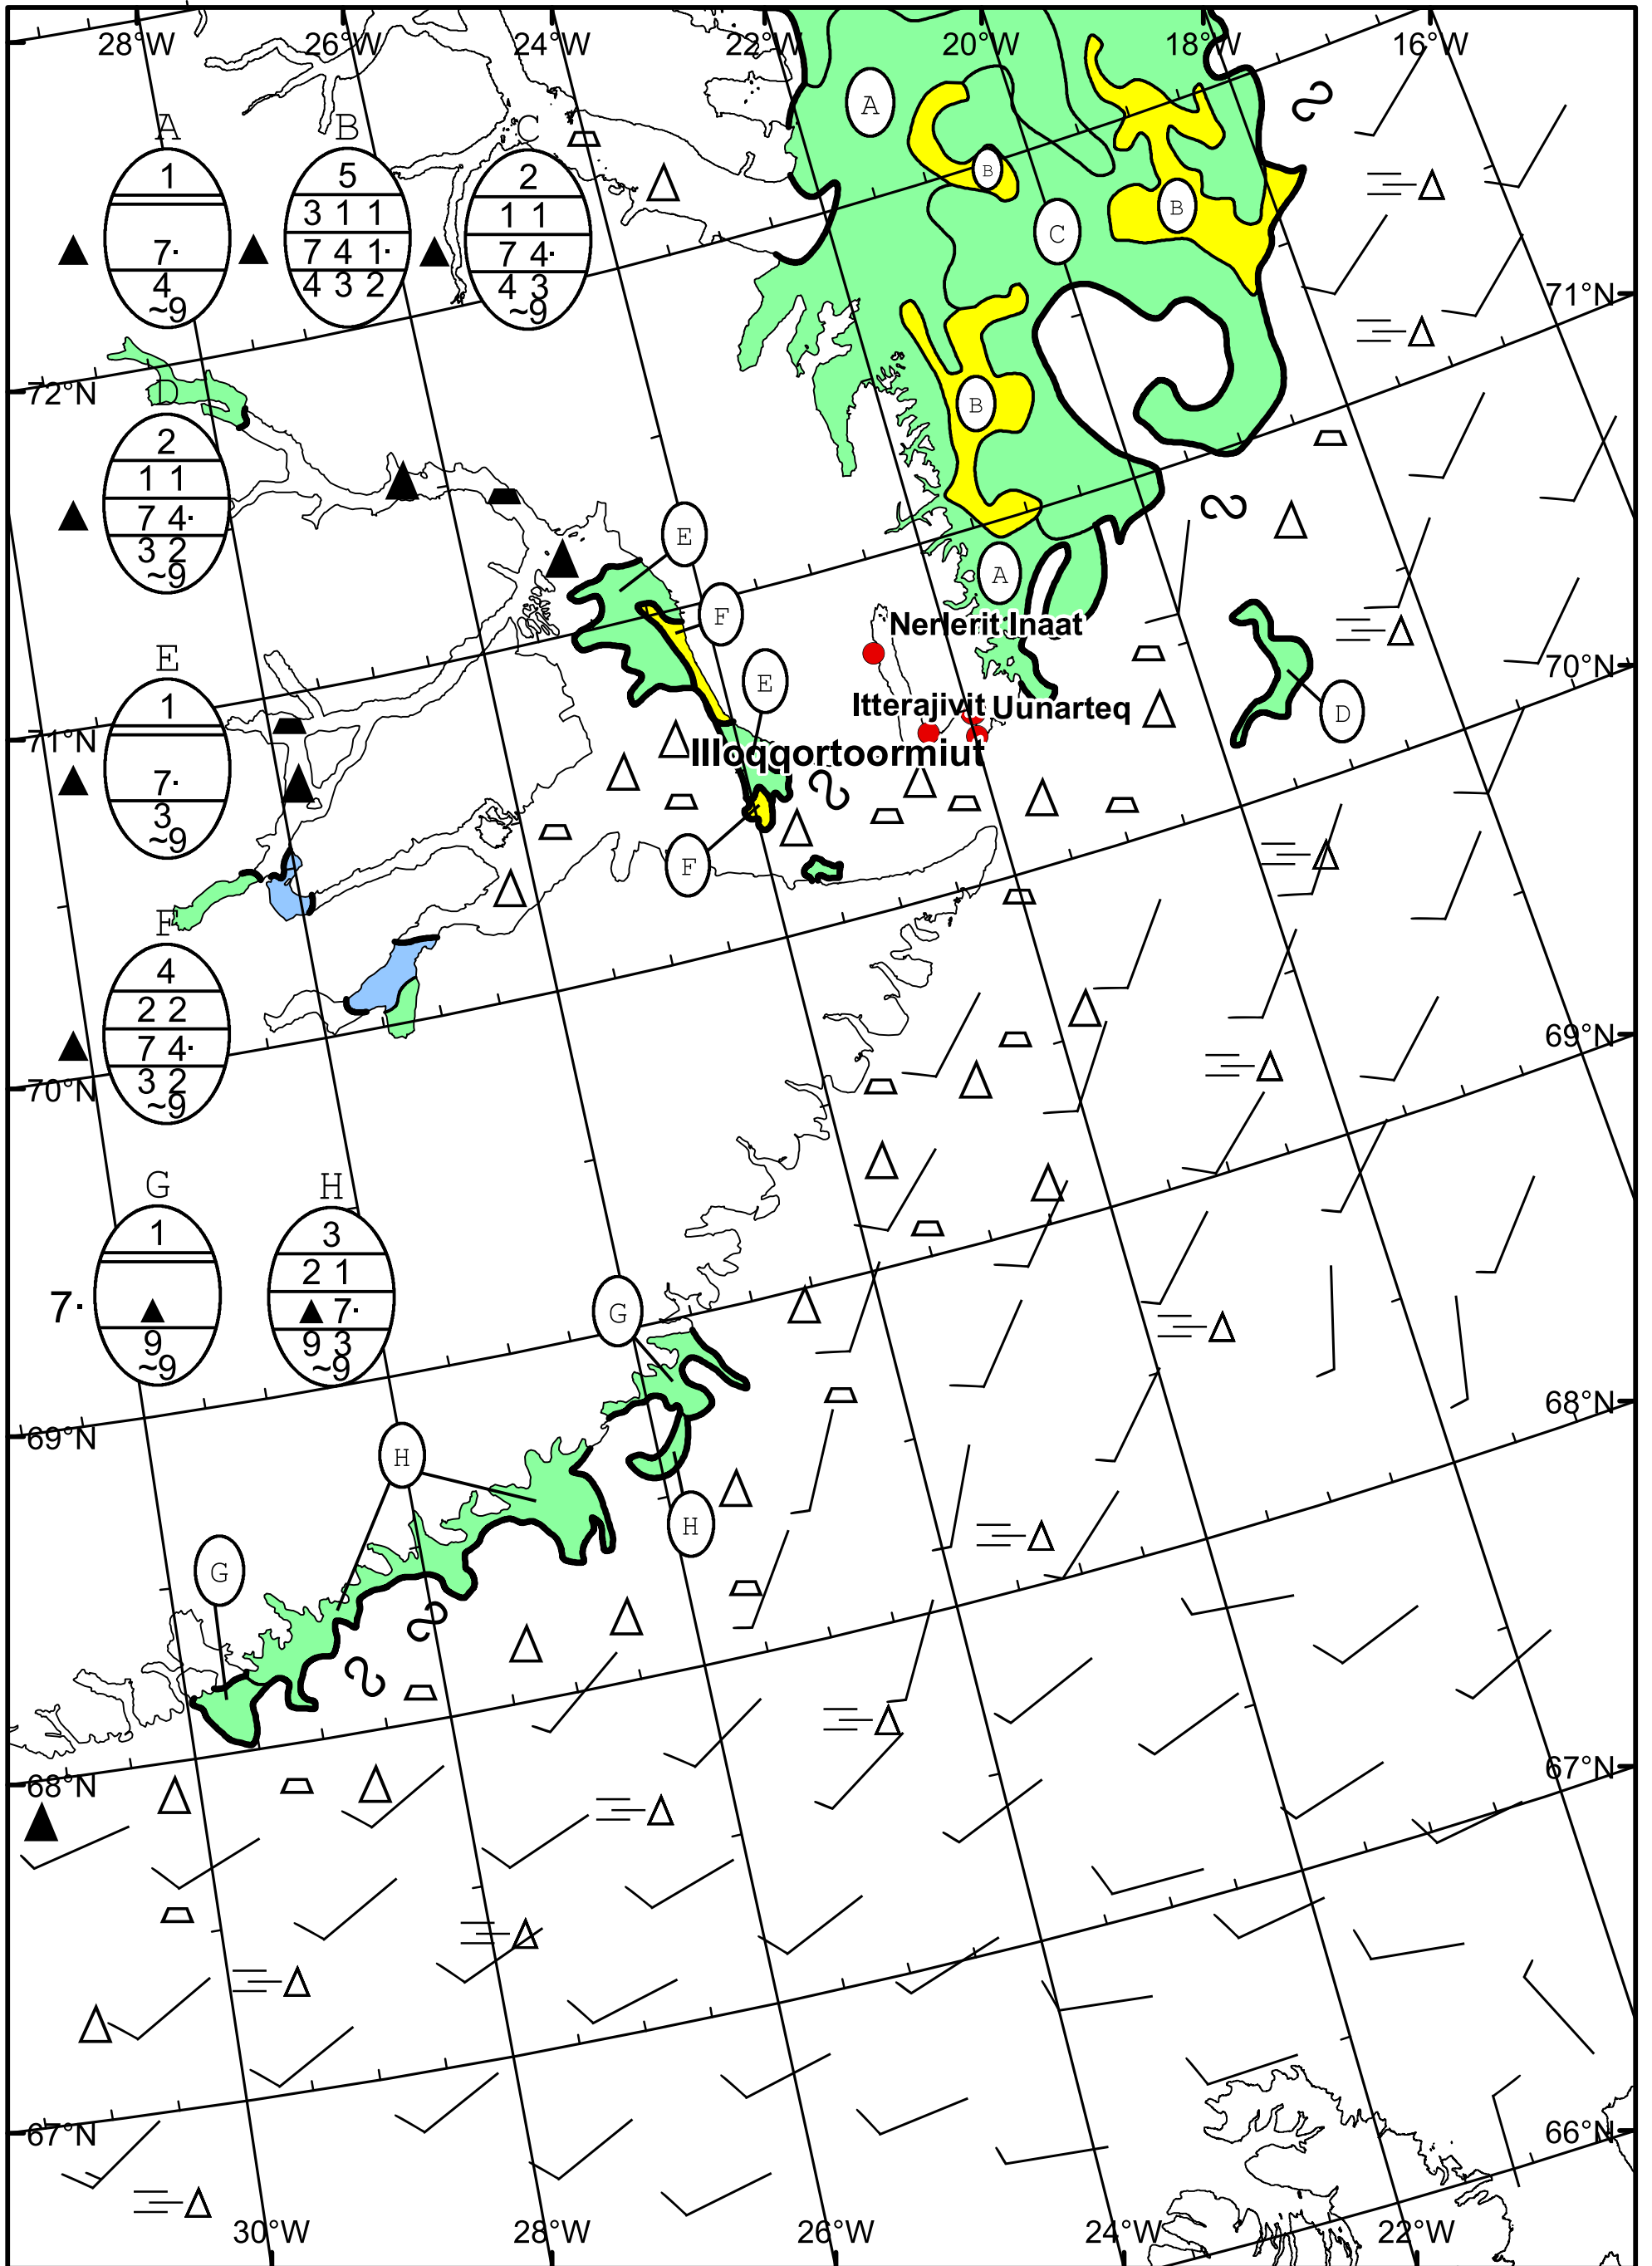 28°W 26°W 24°W 22°W 20°W 18°W 16°W
A B C
A
1 5 2
3 1 1 1 1
7· 7 4 1· 7 4·
4 4 3 2 4 3
~9 ~9
B
B
C
71°N
72°N
D
B
2
1 1
7 4·
3 2
~9
E
A
F
Nerlerit Inaat
E
E
70°N
1
Itterajivit Uunarteq
D
71°N
Illoqqortoormiut
7·
3
~9
F
F
4
2 2
7 4·
3 2
~9
69°N
70°N
G H
1 3
2 1
7· 7·
9 9 3
~9 ~9
G
68°N
69°N
H
H
G
68°N
67°N
67°N
66°N
30°W 28°W 26°W 24°W 22°W